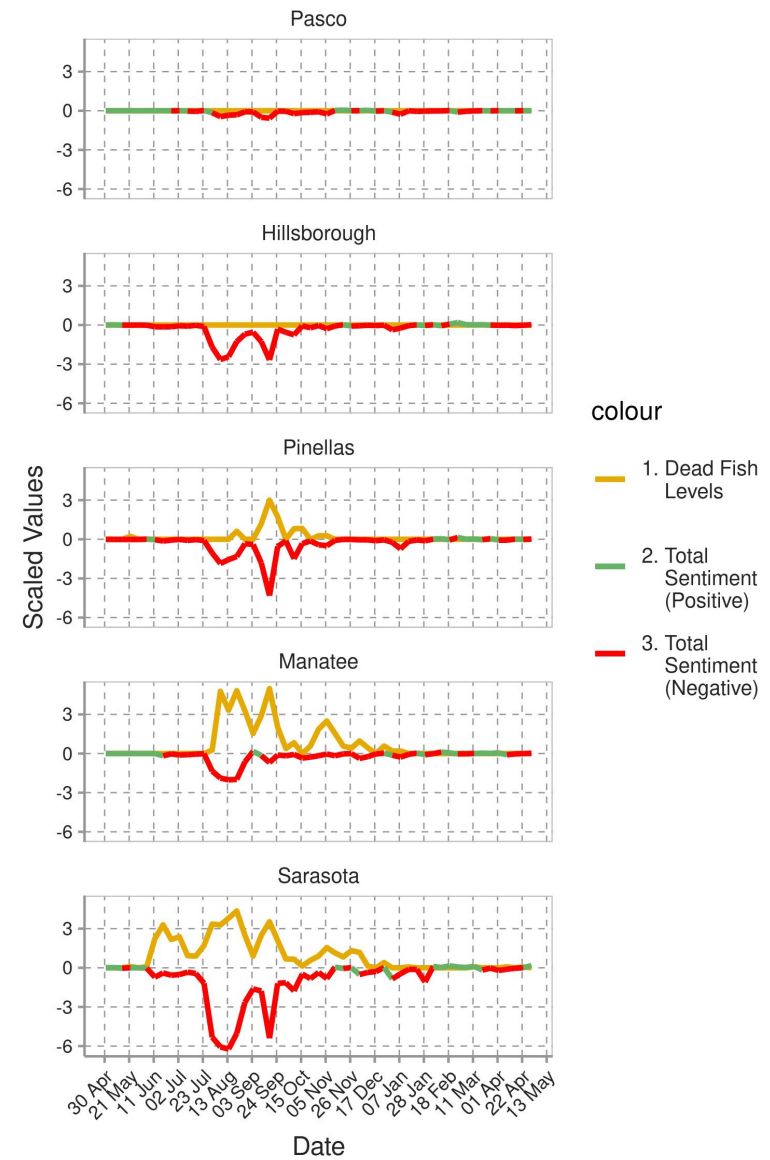 Pasco
3
0
-3
-6
Hillsborough
3
0
-3
-6
Pinellas
3
0
-3
-6
Manatee
3
0
-3
-6
Sarasota
3
0
-3
-6
30 Apr
21 May
11 Jun
02 Jul
23 Jul
13 Aug
03 Sep
24 Sep
15 Oct
05 Nov
26 Nov
17 Dec
07 Jan
28 Jan
18 Feb
11 Mar
01 Apr
22 Apr
13 May
Date
Scaled Values
colour
1. Dead Fish
Levels
2. Total
Sentiment
(Positive)
3. Total
Sentiment
(Negative)